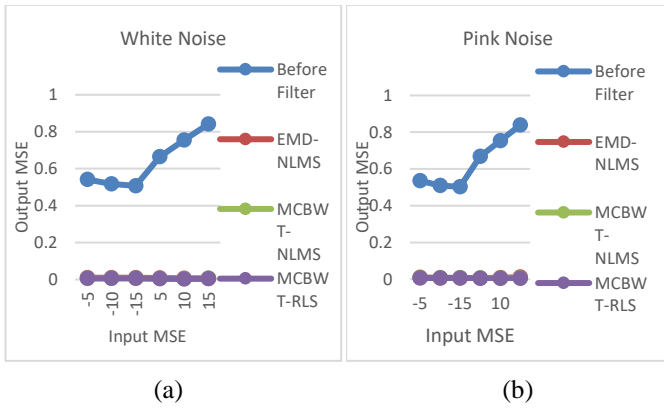 White Noise
Before
Filter
EMD-
NLMS
MCBW
T-
NLMS
MCBW
T-RLS
1
0.8
0.6
0.4
0.2
0
Output MSE
-5
-10
-15
5
10
15
Input MSE
(a)
Pink Noise
Before
Filter
EMD-
NLMS
MCBW
T-
NLMS
MCBW
T-RLS
1
0.8
0.6
0.4
0.2
0
Output MSE
-5
-15
10
Input MSE
(b)